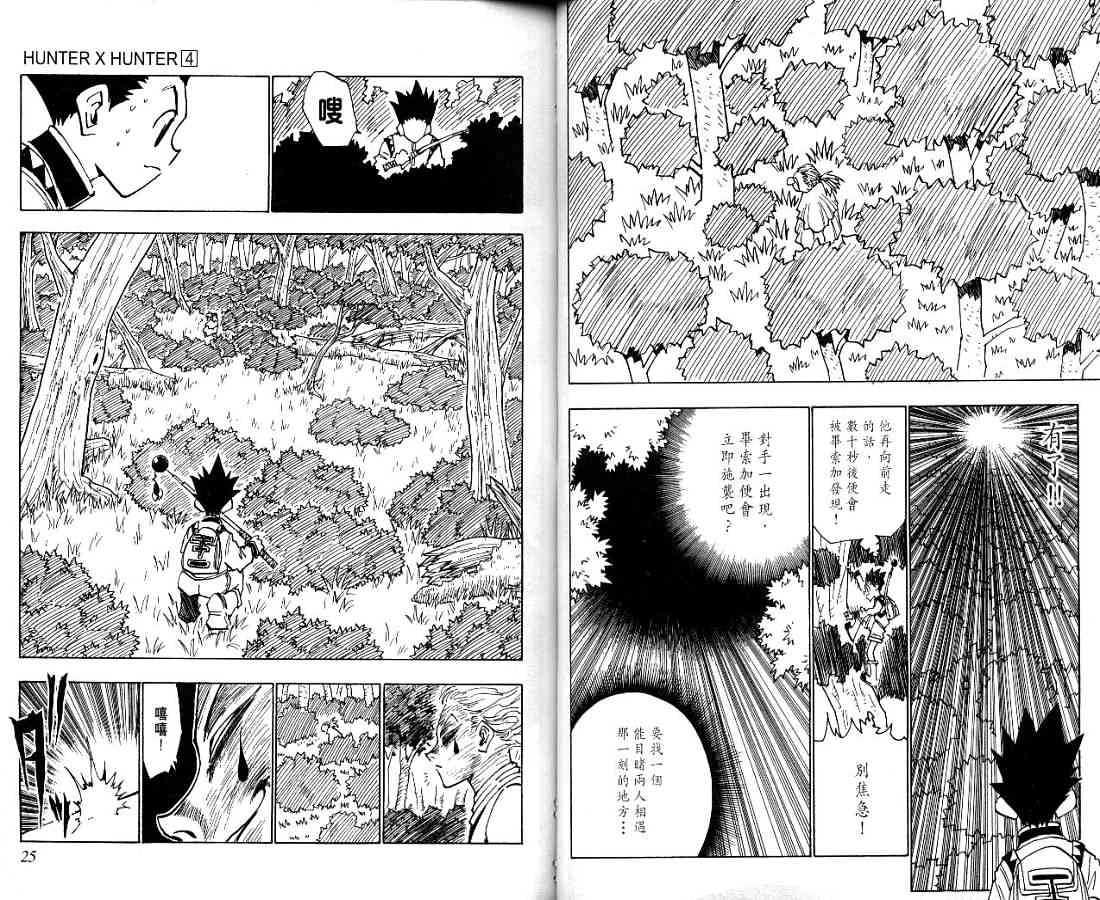 HUNTER X HUNTER 4
有了!!
他再向前走
的話,
數十秒後便會
被畢索加發現!
別焦急!
對手一出現,
畢索加便會
立即施襲吧?
要找一個
能目睹兩人相遇
那一刻的地方…
嗖
嘻嘻!
25